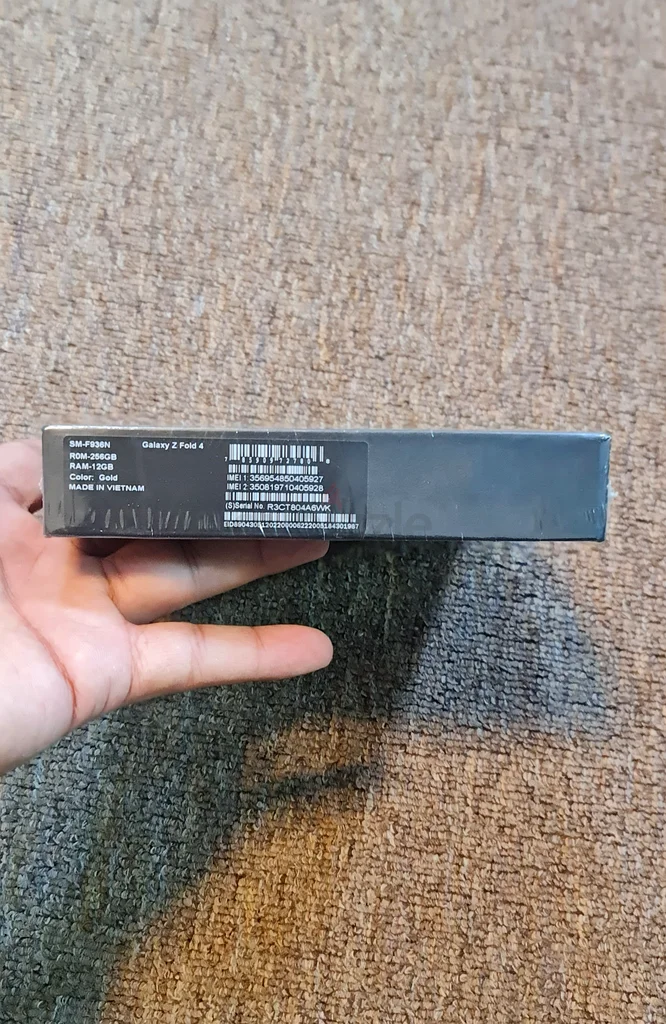 SM-F936N
Galaxy Z Fold 4
ROM-256GB
RAM-12GB
Color: Gold
MADE IN VIETNAM
IMEI 1:356954850405927
IMEI 2:350819710405928
(S)Serial No. R3CT804A6WK